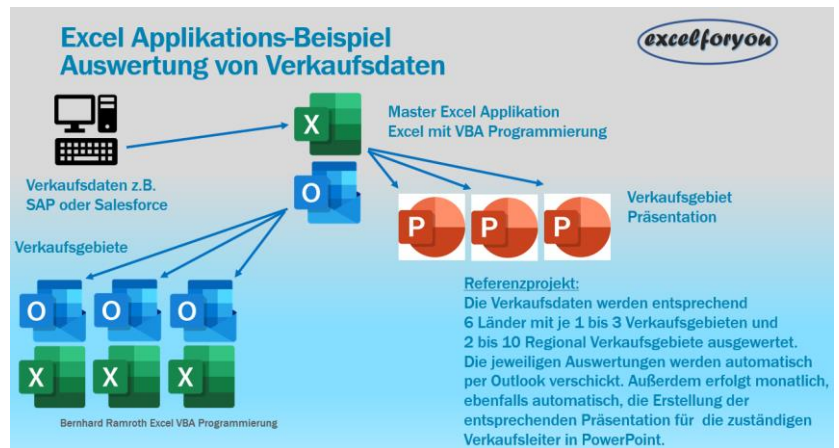 Excel Applikations-Beispiel
Auswertung von Verkaufsdaten
excelforyou
Master Excel Applikation
Excel mit VBA Programmierung
X
O
Verkaufsdaten z.B.
SAP oder Salesforce
P
P
P
Verkaufsgebiet
Präsentation
Verkaufsgebiete
O
O
O
X
X
X
Bernhard Ramroth Excel VBA Programmierung
Referenzprojekt:
Die Verkaufsdaten werden entsprechend
6 Länder mit je 1 bis 3 Verkaufsgebieten und
2 bis 10 Regional Verkaufsgebiete ausgewertet.
Die jeweiligen Auswertungen werden automatisch
per Outlook verschickt. Außerdem erfolgt monatlich,
ebenfalls automatisch, die Erstellung der
entsprechenden Präsentation für die zuständigen
Verkaufsleiter in PowerPoint.